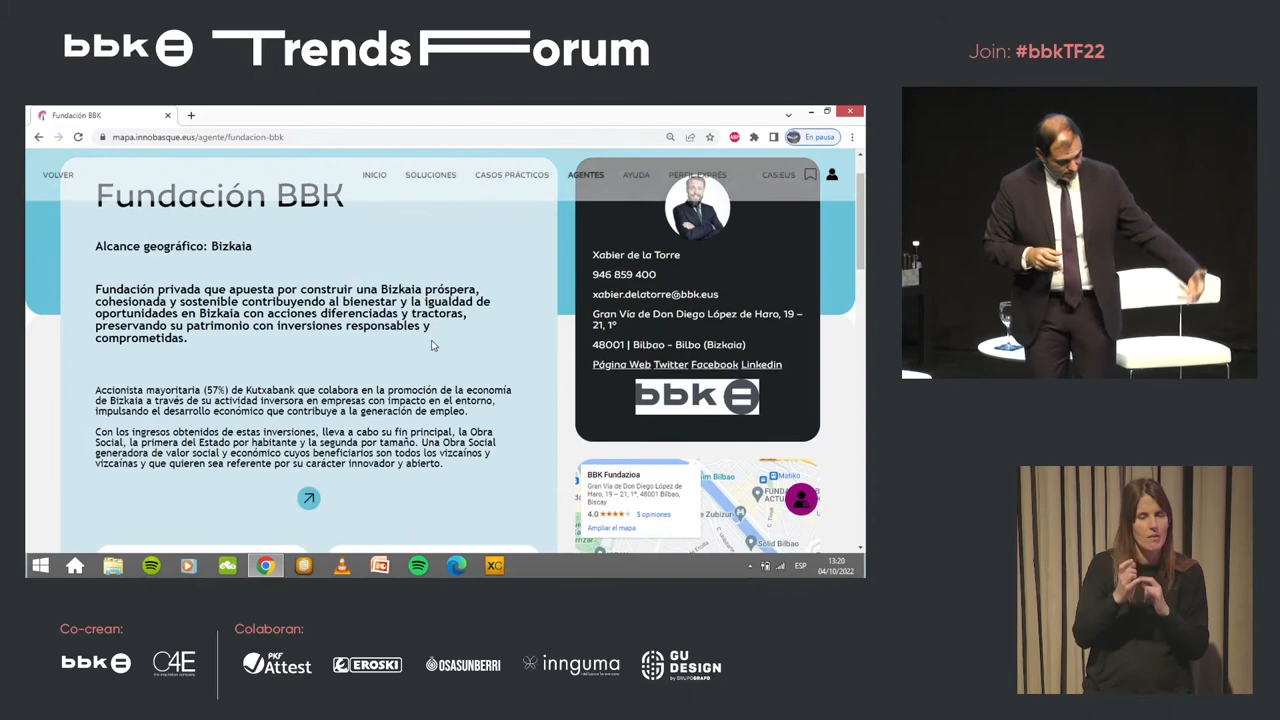 bbk Trends Forum
Join: #bbkTF22
Fundación BBK
mapa.innobasque.eus/agente/fundacion-bbk
ABP
En pausa
VOLVER INICIO SOLUCIONES CASOS PRÁCTICOS AGENTES AYUDA PERFIL EXPRÉS CAS:EUS
Fundación BBK
Alcance geográfico: Bizkaia
Fundación privada que apuesta por construir una Bizkaia próspera,
cohesionada y sostenible contribuyendo al bienestar y la igualdad de
oportunidades en Bizkaia con acciones diferenciadas y tractoras,
preservando su patrimonio con inversiones responsables y
comprometidas.
Accionista mayoritaria (57%) de Kutxabank que colabora en la promoción de la economía
de Bizkaia a través de su actividad inversora en empresas con impacto en el entorno,
impulsando el desarrollo económico que contribuye a la generación de empleo.
Con los ingresos obtenidos de estas inversiones, lleva a cabo su fin principal, la Obra
Social, la primera del Estado por habitante y la segunda por tamaño. Una Obra Social
generadora de valor social y económico cuyos beneficiarios son todos los vizcaínos y
vizcaínas y que quieren sea referente por su carácter innovador y abierto.
Xabier de la Torre
946 859 400
xabier.delatorre@bbk.eus
Gran Vía de Don Diego López de Haro, 19 –
21, 1º
48001 | Bilbao - Bilbo (Bizkaia)
Página Web Twitter Facebook Linkedin
bbk
BBK Fundazioa
Gran Vía de Don Diego López de
Haro, 19 – 21, 1º, 48001 Bilbao,
Biscay
4.0 5 opiniones
Ampliar el mapa
Matiko
Zubizuri
Solid Bilbao
XC
ESP
13:20
04/10/2022
Co-crean:
bbk
C4E
Colaboran:
PKF
Attest
EROSKI
OSASUNBERRI
innguma
GU
DESIGN
by GRUPOGRAFO